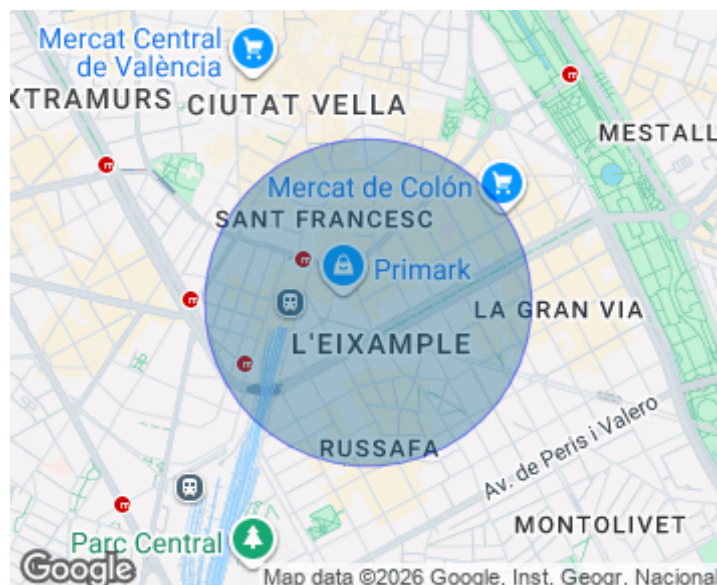 Mercat Central
de València
XTRAMURS
CIUTAT VELLA
MESTALL
Mercat de Colón
SANT FRANCESC
Primark
LA GRAN VIA
L'EIXAMPLE
RUSSAFA
Av. de Peris i Valero
MONTOLIVET
Parc Central
Google
Map data ©2026 Google, Inst. Geogr. Nacional